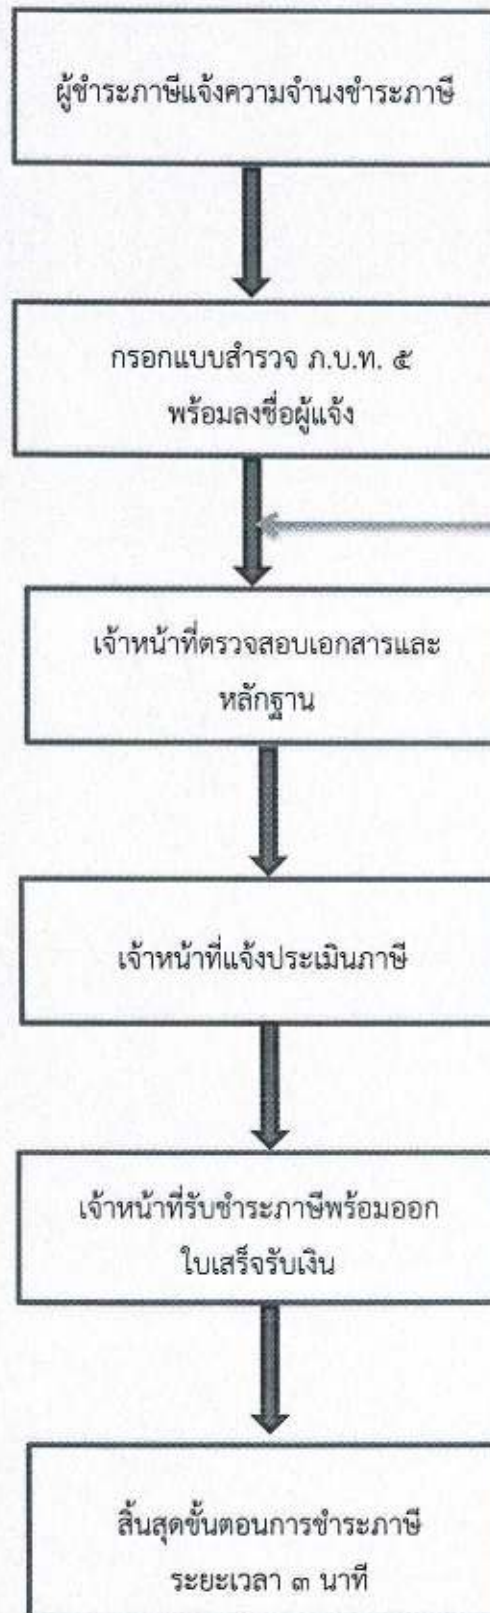 ผู้ชำระภาษีแจ้งความจำนงชำระภาษี
กรอกแบบสำรวจ ภ.บ.ท. ๕
พร้อมลงชื่อผู้แจ้ง
เจ้าหน้าที่ตรวจสอบเอกสารและ
หลักฐาน
เจ้าหน้าที่แจ้งประเมินภาษี
เจ้าหน้าที่รับชำระภาษีพร้อมออก
ใบเสร็จรับเงิน
สิ้นสุดขั้นตอนการชำระภาษี
ระยะเวลา ๓ นาที